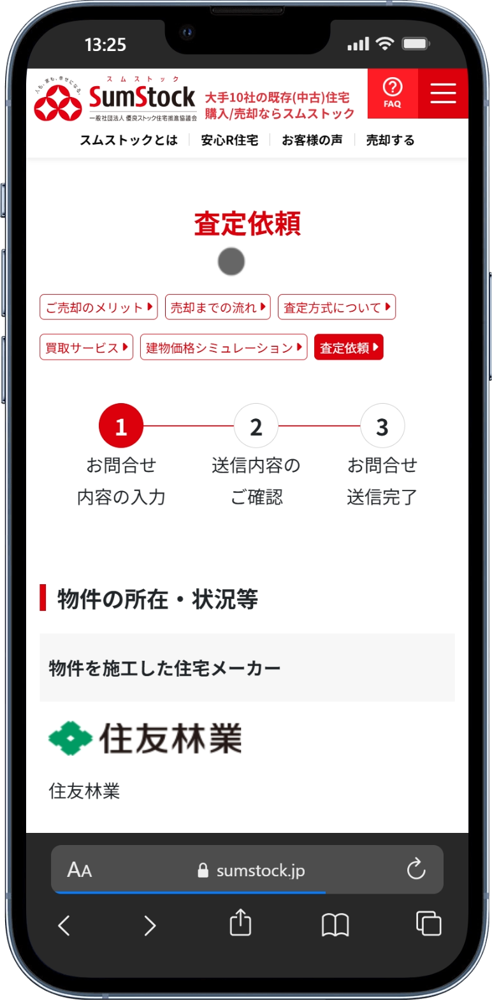 13:25
人も、家も、幸せになる。
スムストック
SumStock
一般社団法人 優良ストック住宅推進協議会
大手10社の既存(中古)住宅
購入/売却ならスムストック
FAQ
スムストックとは
安心R住宅
お客様の声
売却する
査定依頼
ご売却のメリット
売却までの流れ
査定方式について
買取サービス
建物価格シミュレーション
査定依頼
1
2
3
お問合せ
内容の入力
送信内容の
ご確認
お問合せ
送信完了
物件の所在・状況等
物件を施工した住宅メーカー
住友林業
住友林業
AA
sumstock.jp